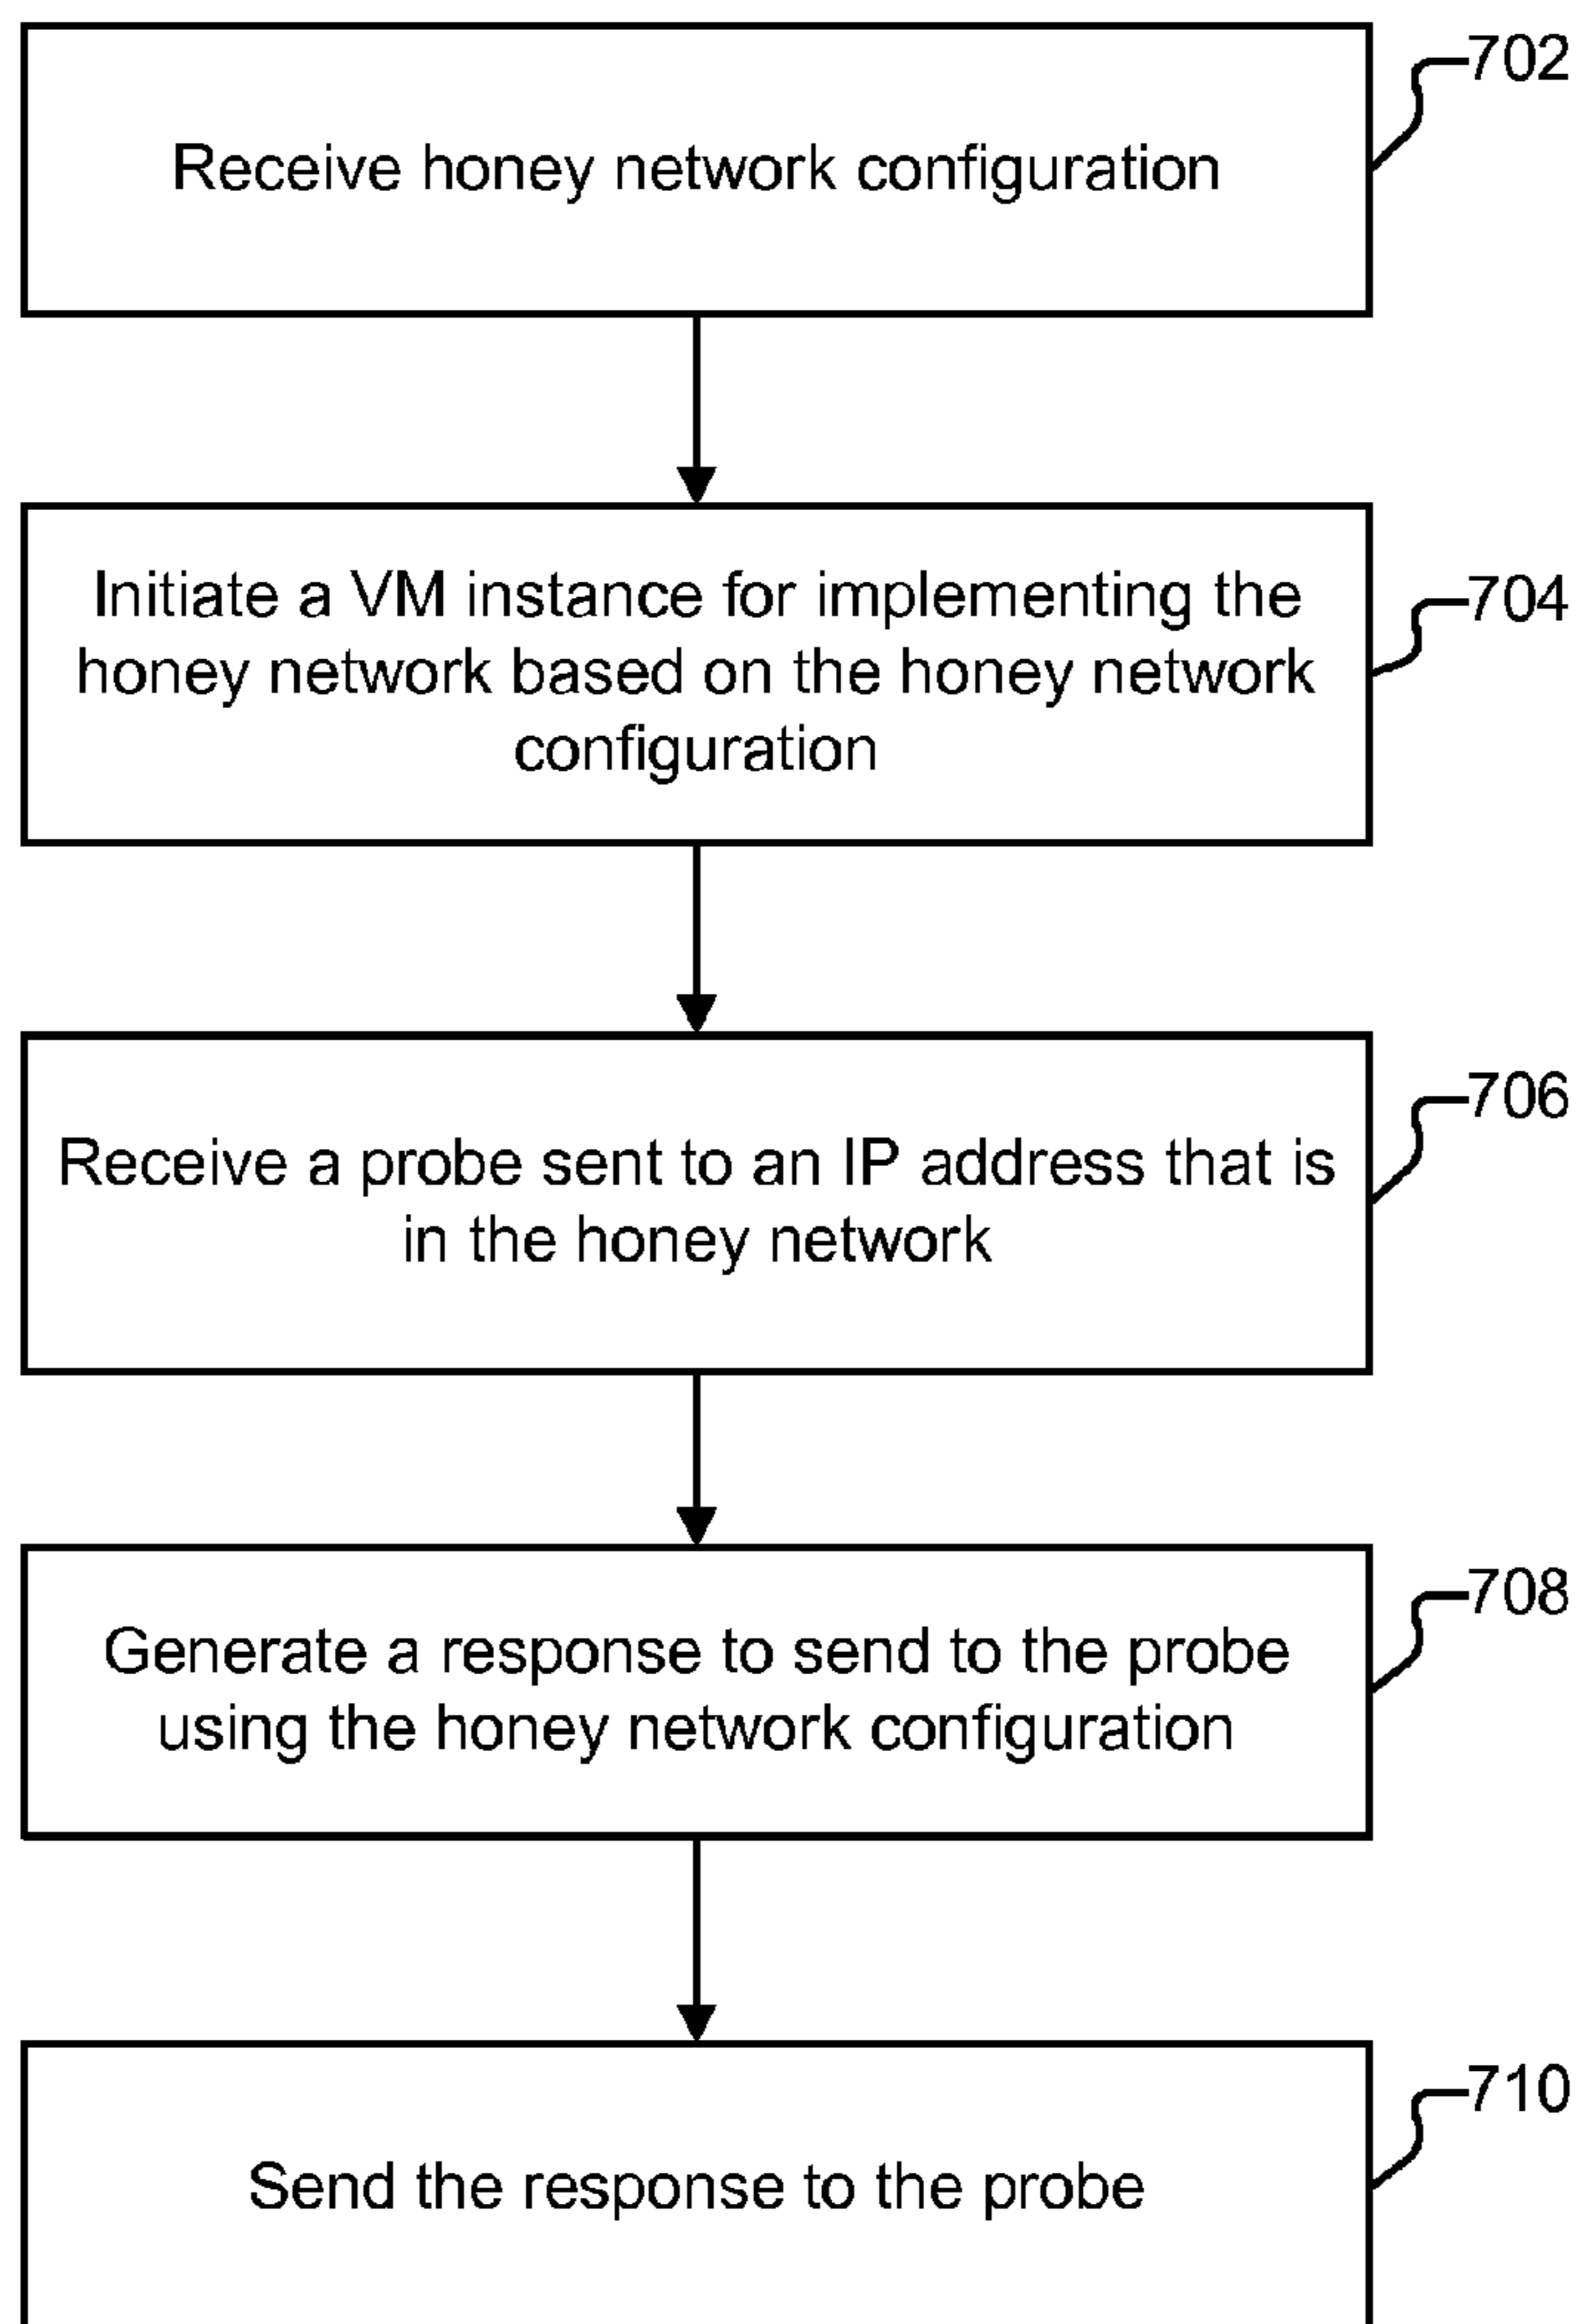 702
Receive honey network configuration
704
Initiate a VM instance for implementing the
honey network based on the honey network
configuration
706
Receive a probe sent to an IP address that is
in the honey network
708
Generate a response to send to the probe
using the honey network configuration
710
Send the response to the probe